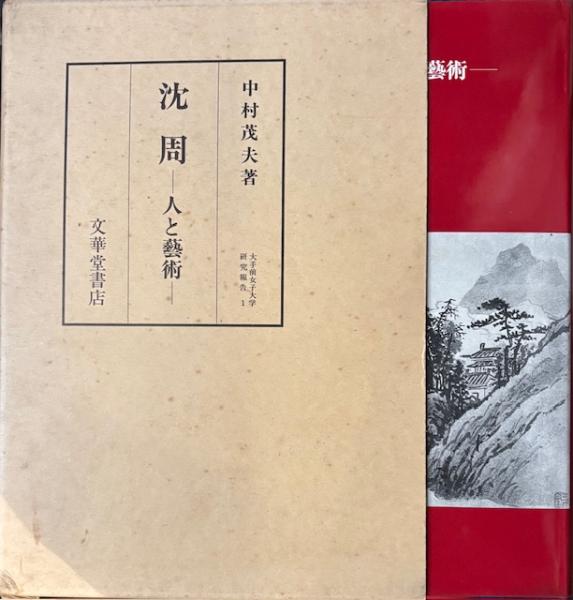 中村茂夫著
大手前女子大学
研究報告 1
沈周
―人と藝術―
文華堂書店
藝術―